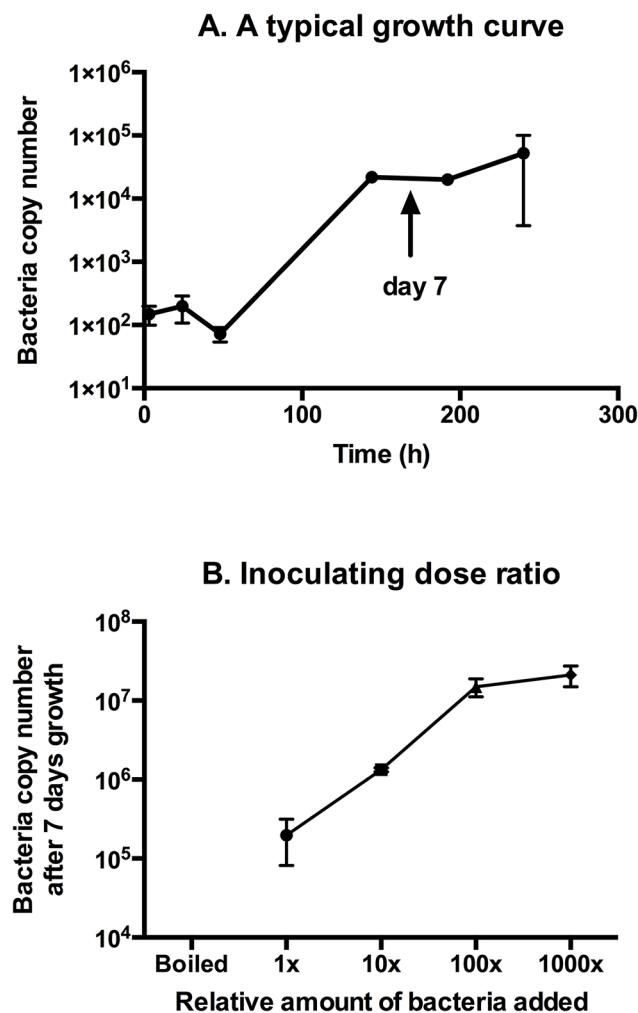 A. A typical growth curve
Bacteria copy number
1×10⁶
1×10⁵
1×10⁴
1×10³
1×10²
1×10¹
day 7
0 100 200 300
Time (h)
B. Inoculating dose ratio
Bacteria copy number
after 7 days growth
10⁸
10⁷
10⁶
10⁵
10⁴
Boiled 1x 10x 100x 1000x
Relative amount of bacteria added